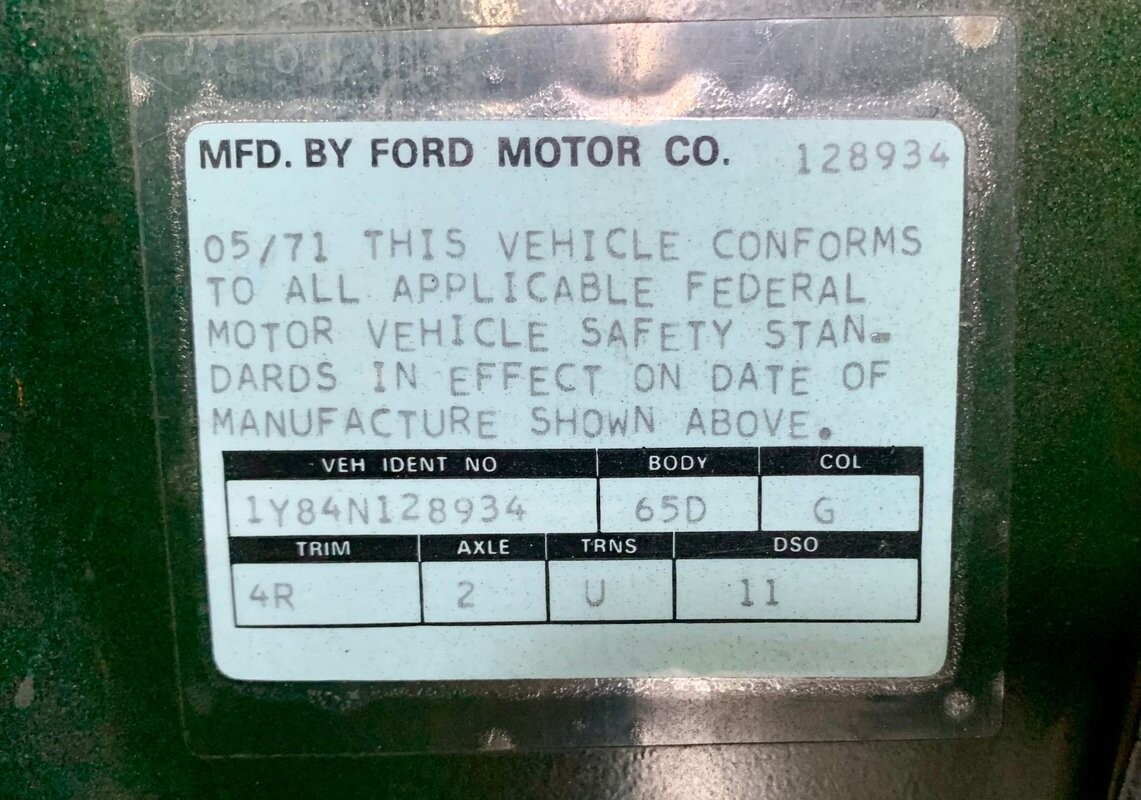 MFD. BY FORD MOTOR CO. 128934
05/71 THIS VEHICLE CONFORMS
TO ALL APPLICABLE FEDERAL
MOTOR VEHICLE SAFETY STAN-
DARDS IN EFFECT ON DATE OF
MANUFACTURE SHOWN ABOVE.
VEH IDENT NO BODY COL
1Y84N128934 65D G
TRIM AXLE TRNS DSO
4R 2 U 11